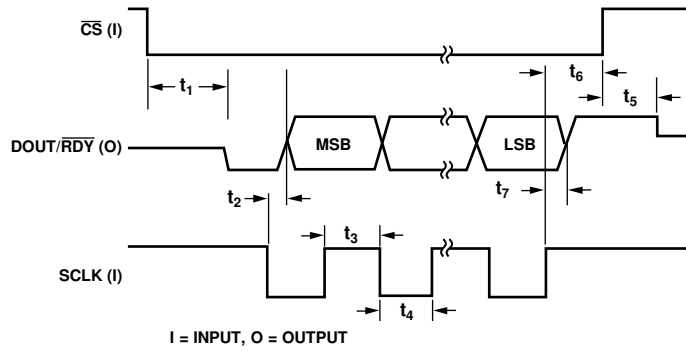 CS (I)
t1
t6
t5
DOUT/RDY (O)
MSB
LSB
t2
t7
t3
SCLK (I)
t4
I = INPUT, O = OUTPUT